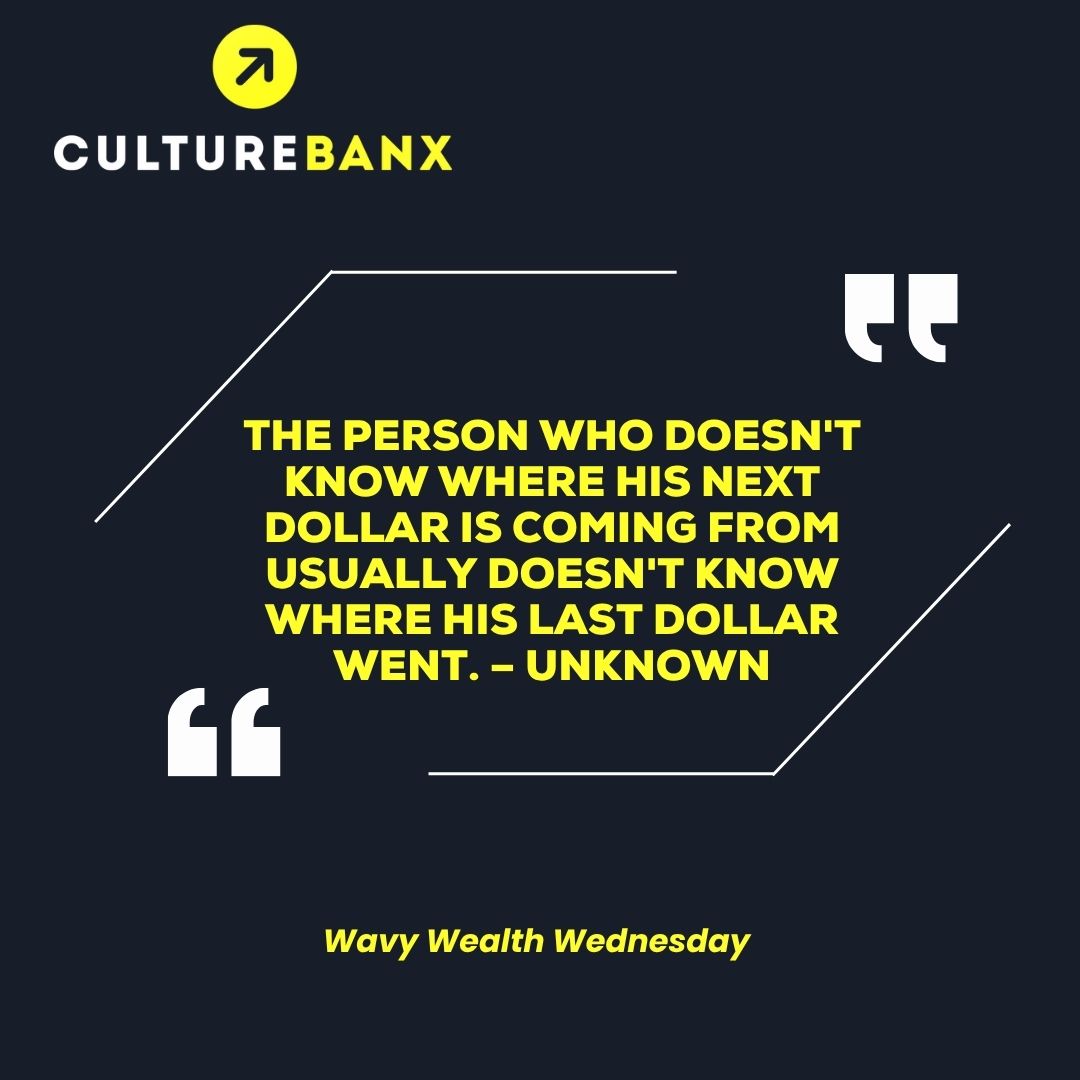 CULTUREBANX
THE PERSON WHO DOESN'T
KNOW WHERE HIS NEXT
DOLLAR IS COMING FROM
USUALLY DOESN'T KNOW
WHERE HIS LAST DOLLAR
WENT. – UNKNOWN
Wavy Wealth Wednesday